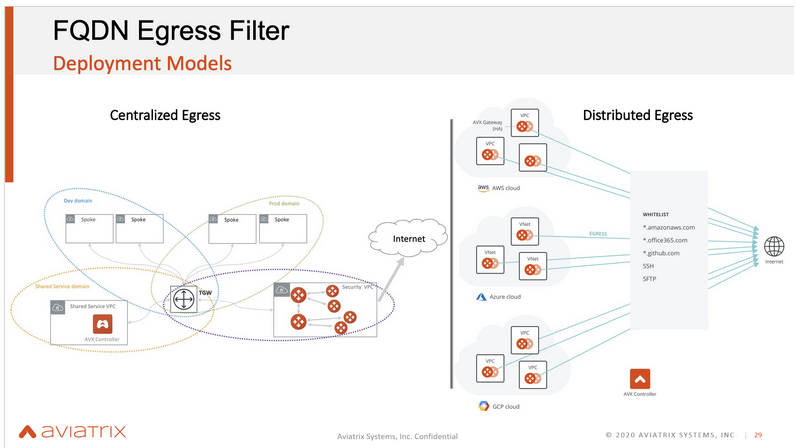 FQDN Egress Filter
Deployment Models
Centralized Egress
Dev domain
Prod domain
Spoke
Spoke
Spoke
Spoke
Internet
Shared Service domain
TGW
Security VPC
Shared Service VPC
AVX Controller
Distributed Egress
AVX Gateway
(HA)
VPC
VPC
aws AWS cloud
VNet
VNet
VNet
Azure cloud
VPC
VPC
VPC
GCP cloud
EGRESS
WHITELIST
*.amazonaws.com
*.office365.com
*.github.com
SSH
SFTP
Internet
AVX Controller
AVIATRIX
Aviatrix Systems, Inc. Confidential
© 2020 AVIATRIX SYSTEMS, INC. | 29